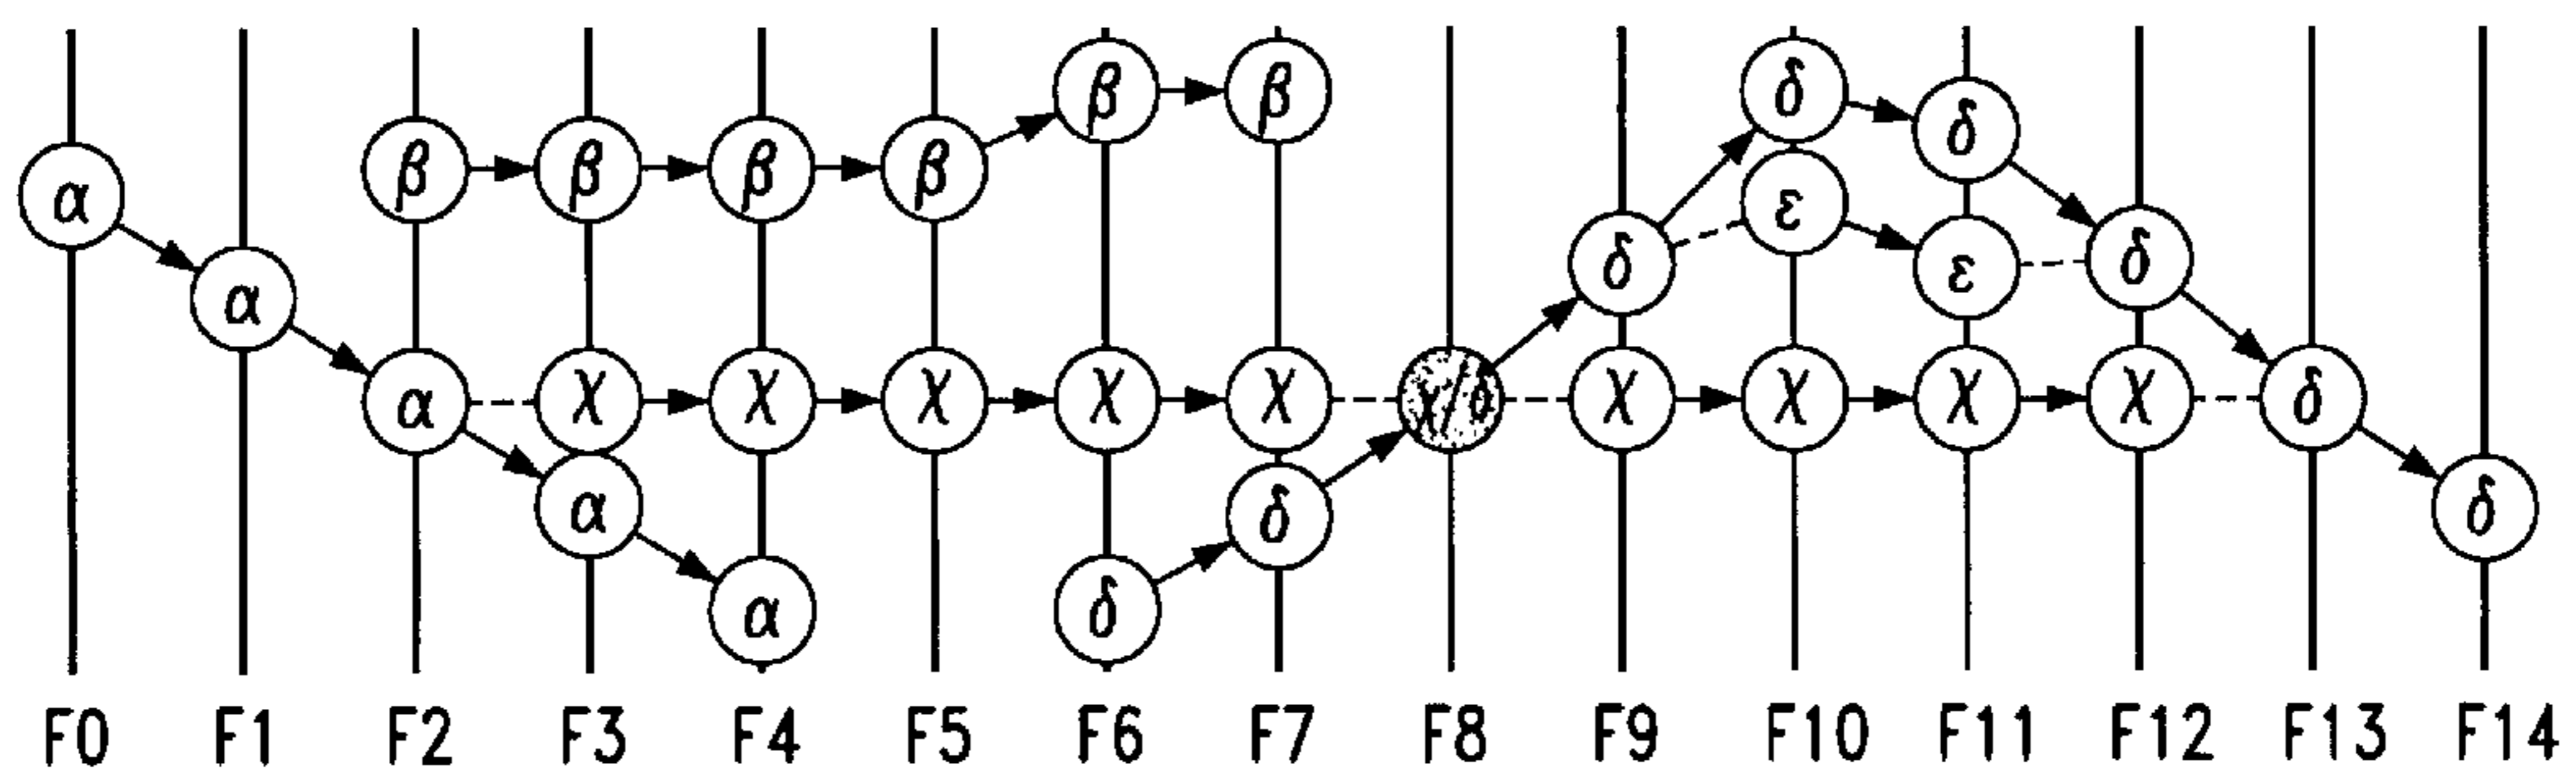 β β δ
δ
β β β β
α ε
δ ε δ
α
α χ χ χ χ χ χ/δ χ χ χ χ δ
α δ δ
α δ
F0 F1 F2 F3 F4 F5 F6 F7 F8 F9 F10 F11 F12 F13 F14